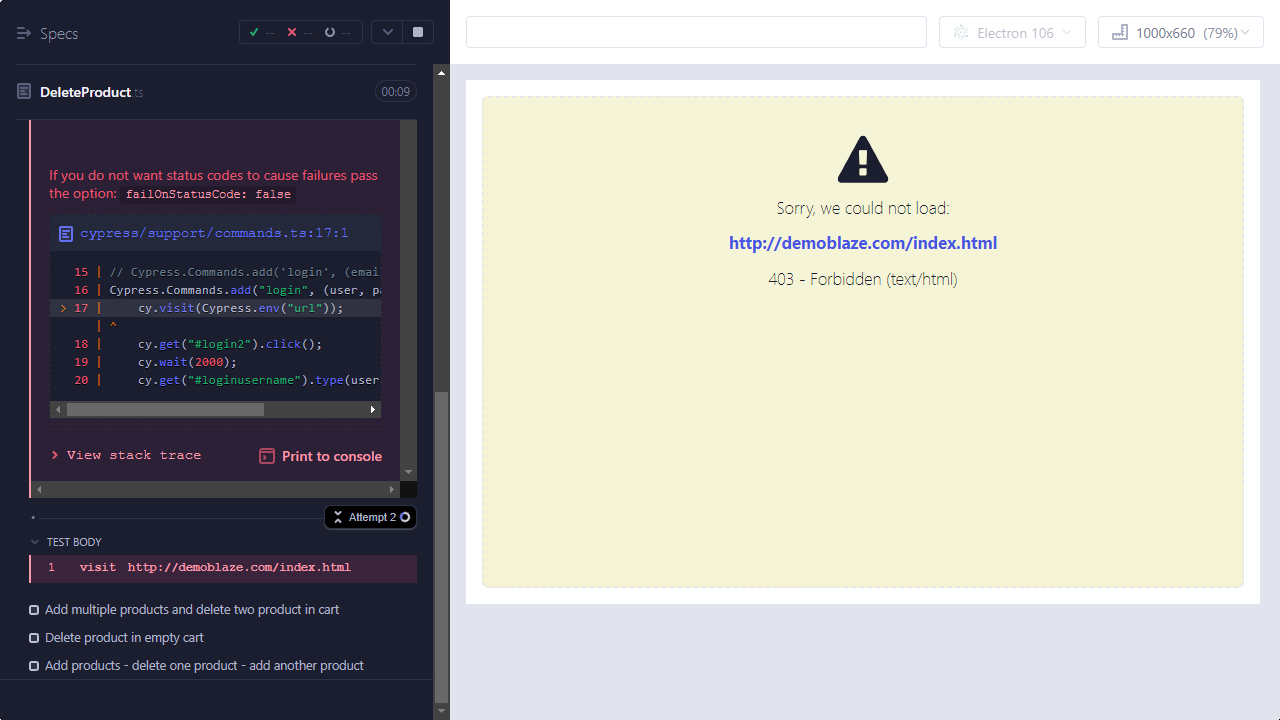 Specs
-- -- --
Electron 106
1000x660 (79%)
DeleteProduct.ts
00:09
If you do not want status codes to cause failures pass
the option: failOnStatusCode: false
cypress/support/commands.ts:17:1
15 | // Cypress.Commands.add('login', (emai
16 | Cypress.Commands.add("login", (user, pa
> 17 | cy.visit(Cypress.env("url"));
| ^
18 | cy.get("#login2").click();
19 | cy.wait(2000);
20 | cy.get("#loginusername").type(user
> View stack trace
Print to console
Attempt 2
TEST BODY
1 visit http://demoblaze.com/index.html
Add multiple products and delete two product in cart
Delete product in empty cart
Add products - delete one product - add another product
Sorry, we could not load:
http://demoblaze.com/index.html
403 - Forbidden (text/html)